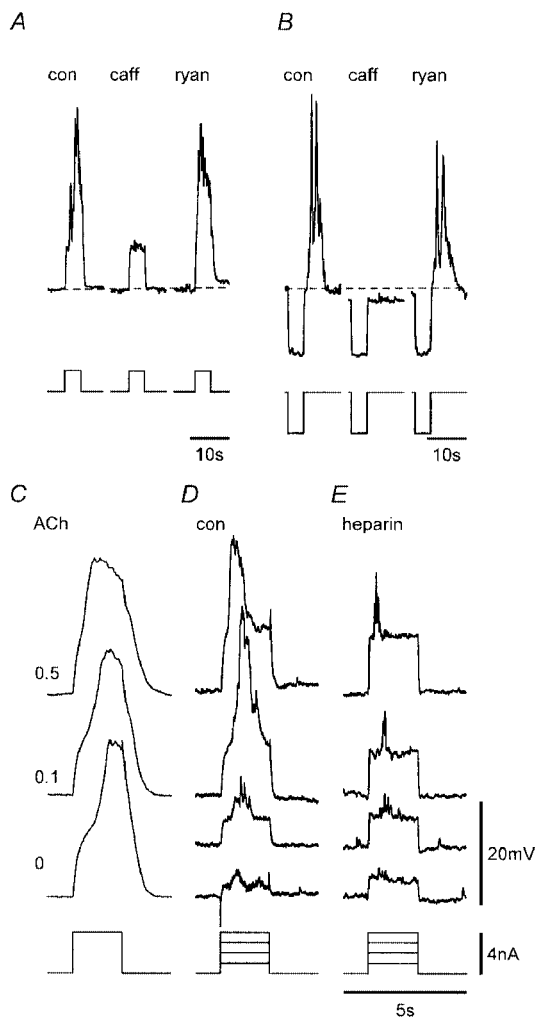 A
B
con caff ryan
con caff ryan
10s
10s
C
D
E
ACh
con
heparin
0.5
0.1
0
20mV
4nA
5s